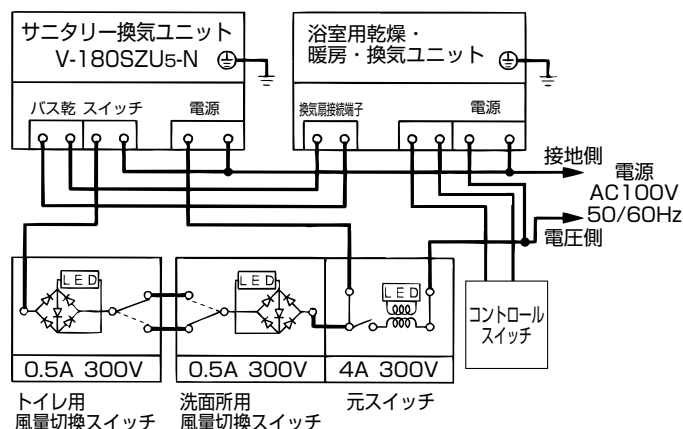 サニタリー換気ユニット
V-180SZU5-N
バス乾 スイッチ 電源
浴室用乾燥・
暖房・換気ユニット
換気扇接続端子 電源
接地側
電源
AC100V
50/60Hz
電圧側
LED
LED
LED
コントロール
スイッチ
0.5A 300V
0.5A 300V
4A 300V
トイレ用
風量切換スイッチ
洗面所用
風量切換スイッチ
元スイッチ